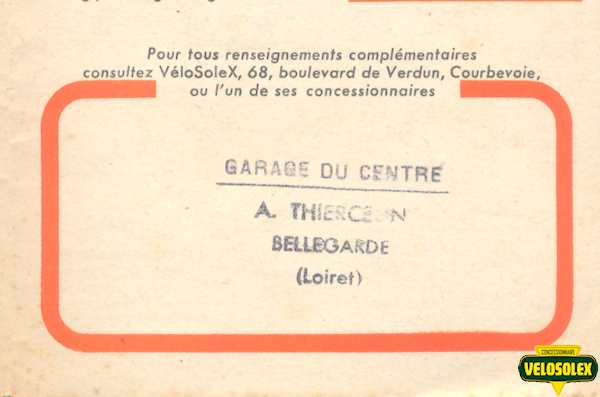 Pour tous renseignements complémentaires
consultez VéloSoleX, 68, boulevard de Verdun, Courbevoie,
ou l'un de ses concessionnaires
GARAGE DU CENTRE
A. THIERCELIN
BELLEGARDE
(Loiret)
CONCESSIONNAIRE
VELOSOLEX